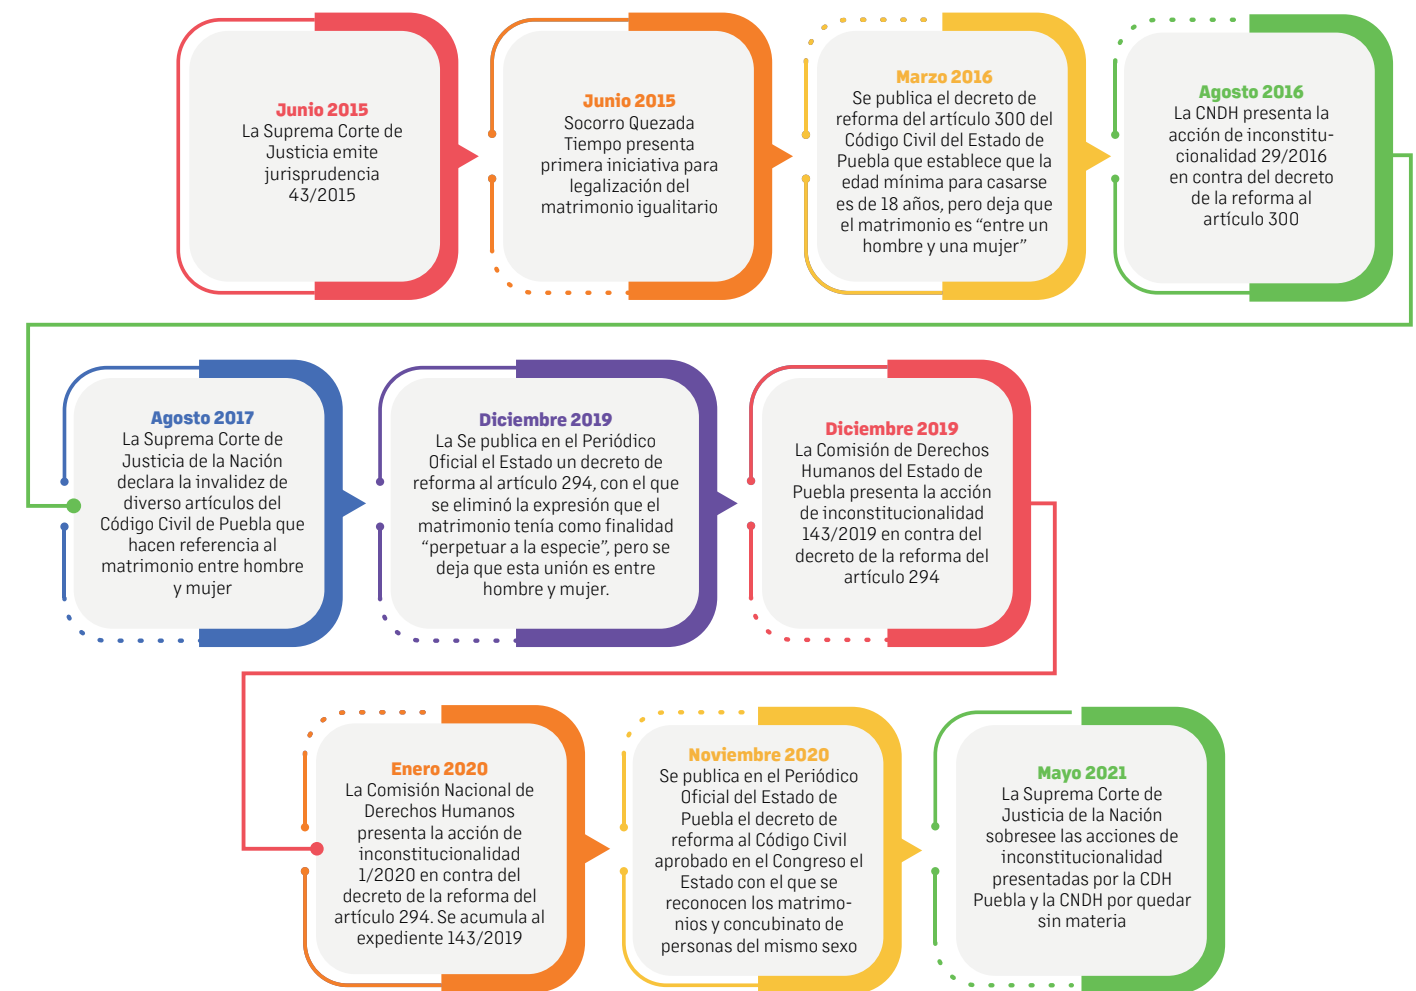 Junio 2015
La Suprema Corte de
Justicia emite
jurisprudencia
43/2015
Junio 2015
Socorro Quezada
Tiempo presenta
primera iniciativa para
legalización del
matrimonio igualitario
Marzo 2016
Se publica el decreto de
reforma del artículo 300 del
Código Civil del Estado de
Puebla que establece que la
edad mínima para casarse
es de 18 años, pero deja que
el matrimonio es “entre un
hombre y una mujer”
Agosto 2016
La CNDH presenta la
acción de inconstitu-
cionalidad 29/2016
en contra del decreto
de la reforma al
artículo 300
Agosto 2017
La Suprema Corte de
Justicia de la Nación
declara la invalidez de
diverso artículos del
Código Civil de Puebla que
hacen referencia al
matrimonio entre hombre
y mujer
Diciembre 2019
La Se publica en el Periódico
Oficial el Estado un decreto de
reforma al artículo 294, con el que
se eliminó la expresión que el
matrimonio tenía como finalidad
“perpetuar a la especie”, pero se
deja que esta unión es entre
hombre y mujer.
Diciembre 2019
La Comisión de Derechos
Humanos del Estado de
Puebla presenta la acción
de inconstitucionalidad
143/2019 en contra del
decreto de la reforma del
artículo 294
Enero 2020
La Comisión Nacional de
Derechos Humanos
presenta la acción de
inconstitucionalidad
1/2020 en contra del
decreto de la reforma del
artículo 294. Se acumula al
expediente 143/2019
Noviembre 2020
Se publica en el Periódico
Oficial del Estado de
Puebla el decreto de
reforma al Código Civil
aprobado en el Congreso el
Estado con el que se
reconocen los matrimo-
nios y concubinato de
personas del mismo sexo
Mayo 2021
La Suprema Corte de
Justicia de la Nación
sobresee las acciones de
inconstitucionalidad
presentadas por la CDH
Puebla y la CNDH por quedar
sin materia